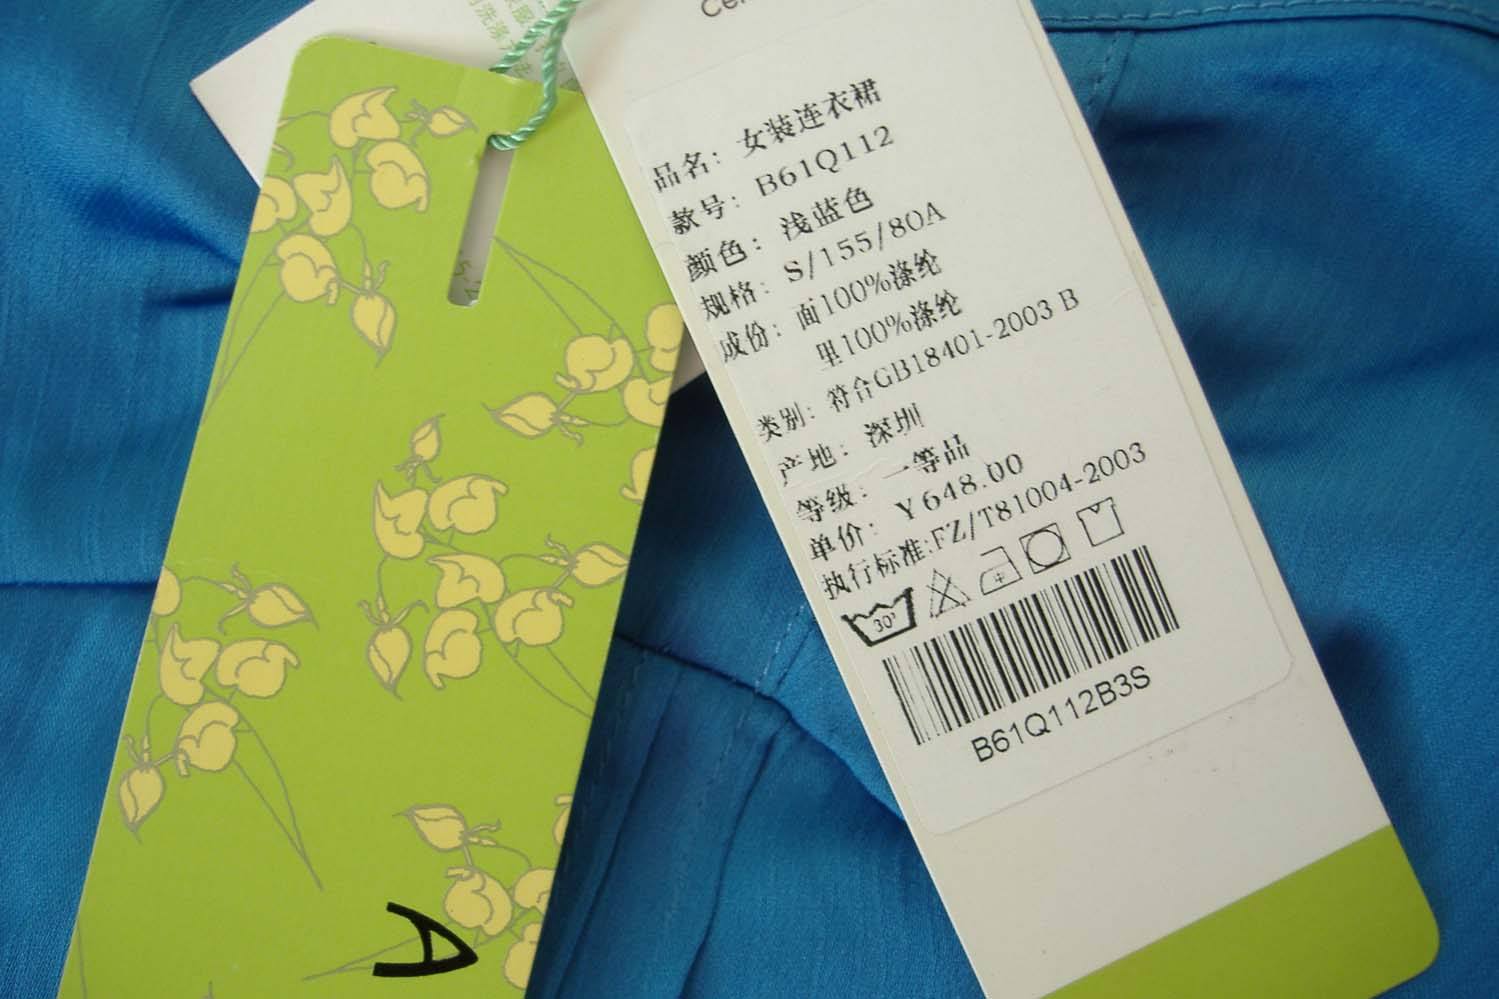 品名：女装连衣裙
款号：B61Q112
颜色：浅蓝色
规格：S/155/80A
成份：面100%涤纶
里100%涤纶
类别：符合GB18401-2003 B
产地：深圳
等级：一等品
单价：￥648.00
执行标准:FZ/T81004-2003
30°
B61Q112B3S
A